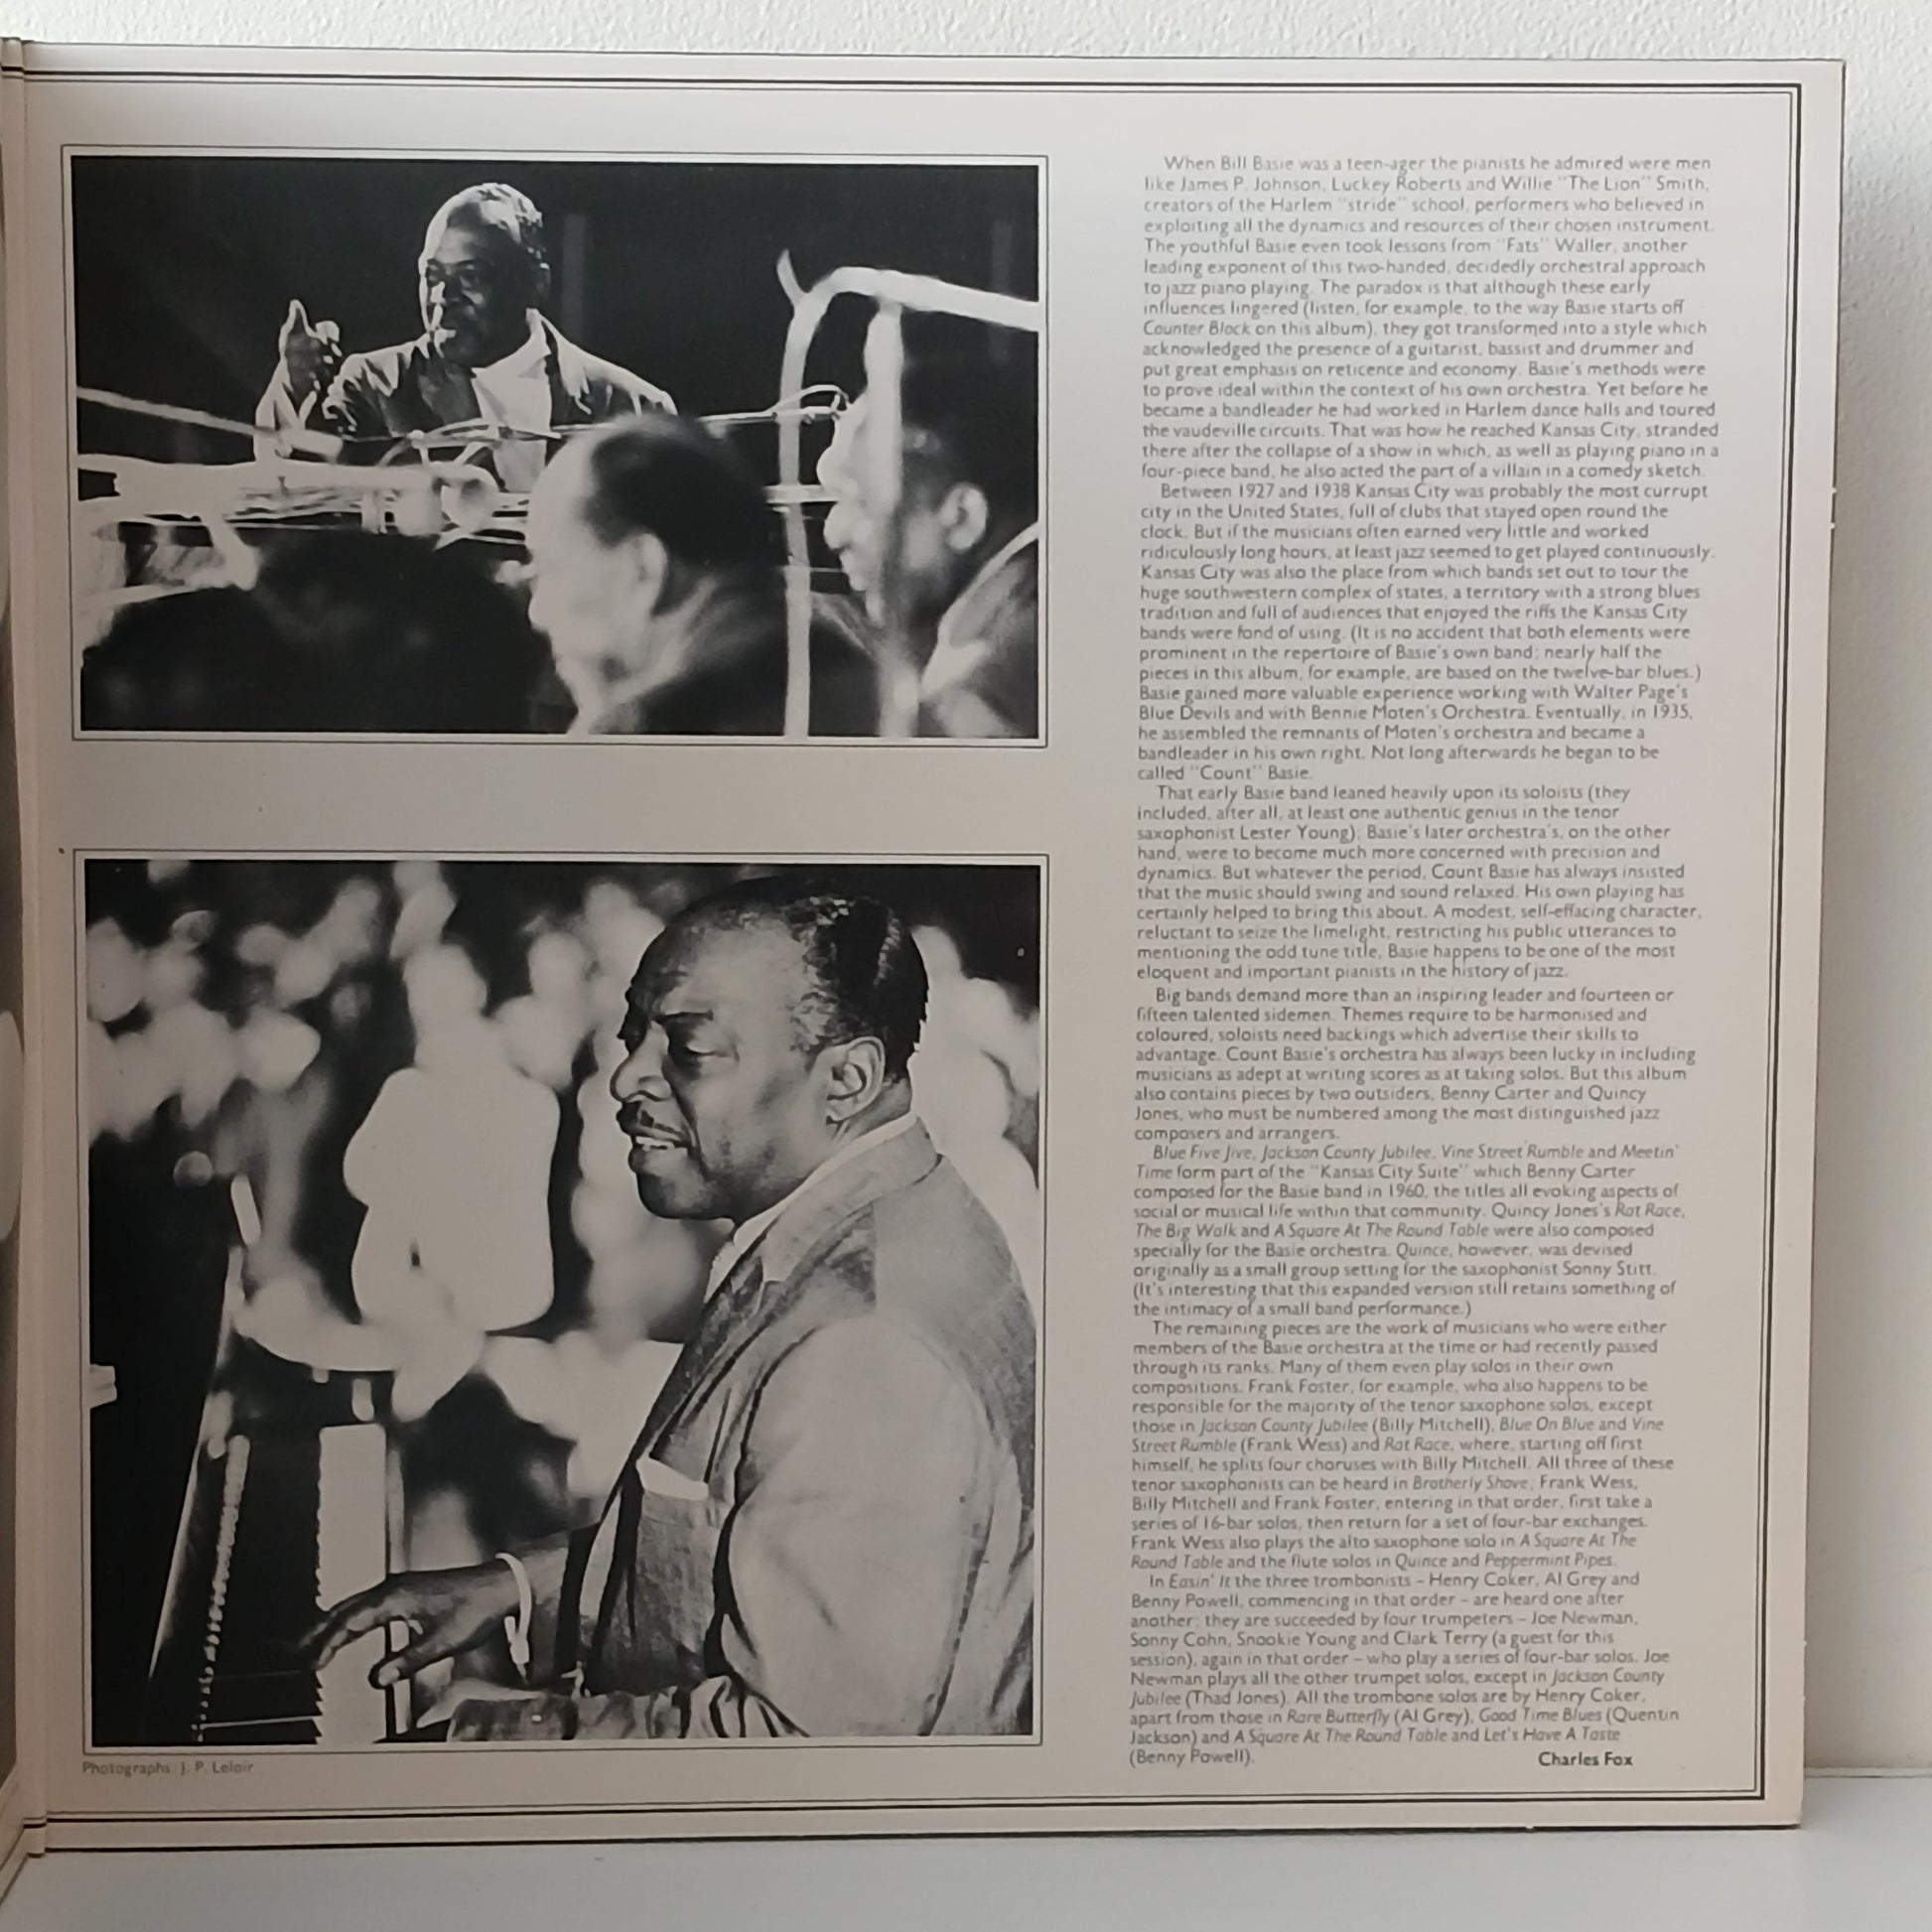 When Bill Basie was a teen-ager the pianists he admired were men
like James P. Johnson, Luckey Roberts and Willie "The Lion" Smith,
creators of the Harlem "stride" school, performers who believed in
exploiting all the dynamics and resources of their chosen instrument.
The youthful Basie even took lessons from "Fats" Waller, another
leading exponent of this two-handed, decidedly orchestral approach
to jazz piano playing. The paradox is that although these early
influences lingered (listen, for example, to the way Basie starts off
Counter Block on this album), they got transformed into a style which
acknowledged the presence of a guitarist, bassist and drummer and
put great emphasis on reticence and economy. Basie's methods were
to prove ideal within the context of his own orchestra. Yet before he
became a bandleader he had worked in Harlem dance halls and toured
the vaudeville circuits. That was how he reached Kansas City, stranded
there after the collapse of a show in which, as well as playing piano in a
four-piece band, he also acted the part of a villain in a comedy sketch.
Between 1927 and 1938 Kansas City was probably the most currupt
city in the United States, full of clubs that stayed open round the
clock. But if the musicians often earned very little and worked
ridiculously long hours, at least jazz seemed to get played continuously.
Kansas City was also the place from which bands set out to tour the
huge southwestern complex of states, a territory with a strong blues
tradition and full of audiences that enjoyed the riffs the Kansas City
bands were fond of using. (It is no accident that both elements were
prominent in the repertoire of Basie's own band; nearly half the
pieces in this album, for example, are based on the twelve-bar blues.)
Basie gained more valuable experience working with Walter Page's
Blue Devils and with Bennie Moten's Orchestra. Eventually, in 1935,
he assembled the remnants of Moten's orchestra and became a
bandleader in his own right. Not long afterwards he began to be
called "Count" Basie.
That early Basie band leaned heavily upon its soloists (they
included, after all, at least one authentic genius in the tenor
saxophonist Lester Young); Basie's later orchestra's, on the other
hand, were to become much more concerned with precision and
dynamics. But whatever the period, Count Basie has always insisted
that the music should swing and sound relaxed. His own playing has
certainly helped to bring this about. A modest, self-effacing character,
reluctant to seize the limelight, restricting his public utterances to
mentioning the odd tune title, Basie happens to be one of the most
eloquent and important pianists in the history of jazz.
Big bands demand more than an inspiring leader and fourteen or
fifteen talented sidemen. Themes require to be harmonised and
coloured, soloists need backings which advertise their skills to
advantage. Count Basie's orchestra has always been lucky in including
musicians as adept at writing scores as at taking solos. But this album
also contains pieces by two outsiders, Benny Carter and Quincy
Jones, who must be numbered among the most distinguished jazz
composers and arrangers.
Blue Five Jive, Jackson County Jubilee, Vine Street Rumble and Meetin'
Time form part of the "Kansas City Suite" which Benny Carter
composed for the Basie band in 1960, the titles all evoking aspects of
social or musical life within that community. Quincy Jones's Rat Race,
The Big Walk and A Square At The Round Table were also composed
specially for the Basie orchestra. Quince, however, was devised
originally as a small group setting for the saxophonist Sonny Stitt.
(It's interesting that this expanded version still retains something of
the intimacy of a small band performance.)
The remaining pieces are the work of musicians who were either
members of the Basie orchestra at the time or had recently passed
through its ranks. Many of them even play solos in their own
compositions. Frank Foster, for example, who also happens to be
responsible for the majority of the tenor saxophone solos, except
those in Jackson County Jubilee (Billy Mitchell), Blue On Blue and Vine
Street Rumble (Frank Wess) and Rat Race, where, starting off first
himself, he splits four choruses with Billy Mitchell. All three of these
tenor saxophonists can be heard in Brotherly Shove; Frank Wess,
Billy Mitchell and Frank Foster, entering in that order, first take a
series of 16-bar solos, then return for a set of four-bar exchanges.
Frank Wess also plays the alto saxophone solo in A Square At The
Round Table and the flute solos in Quince and Peppermint Pipes.
In Easin' It the three trombonists – Henry Coker, Al Grey and
Benny Powell, commencing in that order – are heard one after
another; they are succeeded by four trumpeters – Joe Newman,
Sonny Cohn, Snookie Young and Clark Terry (a guest for this
session), again in that order – who play a series of four-bar solos. Joe
Newman plays all the other trumpet solos, except in Jackson County
Jubilee (Thad Jones). All the trombone solos are by Henry Coker,
apart from those in Rare Butterfly (Al Grey), Good Time Blues (Quentin
Jackson) and A Square At The Round Table and Let's Have A Taste
(Benny Powell).
Charles Fox
Photographs: J. P. Leloir